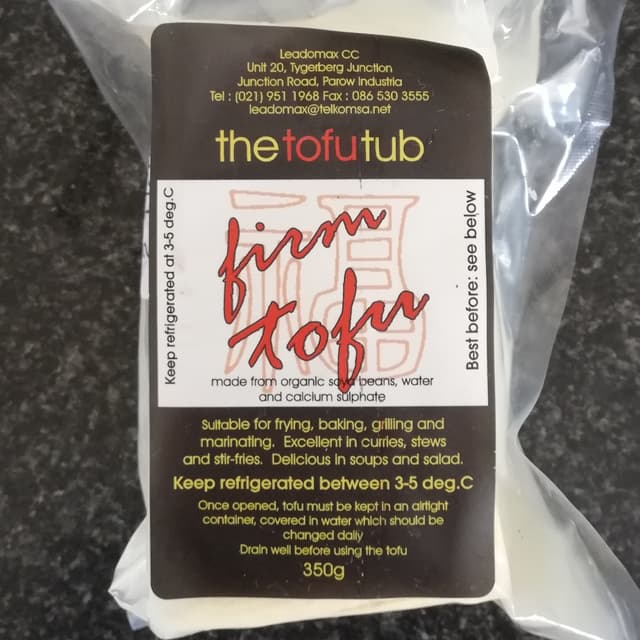 Leadomax CC
Unit 20, Tygerberg Junction
Junction Road, Parow Industria
Tel : (021) 951 1968 Fax : 086 530 3555
leadomax@telkomsa.net
thetofutub
Keep refrigerated at 3-5 deg.C
福
firm
tofu
Best before: see below
made from organic soya beans, water
and calcium sulphate
Suitable for frying, baking, grilling and
marinating. Excellent in curries, stews
and stir-fries. Delicious in soups and salad.
Keep refrigerated between 3-5 deg.C
Once opened, tofu must be kept in an airtight
container, covered in water which should be
changed daily
Drain well before using the tofu
350g